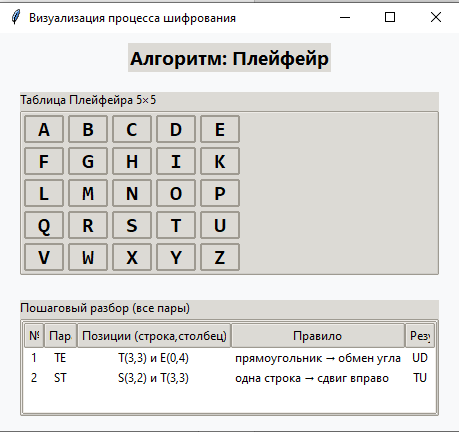 Визуализация процесса шифрования
Алгоритм: Плейфейр
Таблица Плейфейра 5×5
A B C D E
F G H I K
L M N O P
Q R S T U
V W X Y Z
Пошаговый разбор (все пары)
№ Пар Позиции (строка,столбец) Правило Резу
1 TE T(3,3) и E(0,4) прямоугольник → обмен угла UD
2 ST S(3,2) и T(3,3) одна строка → сдвиг вправо TU